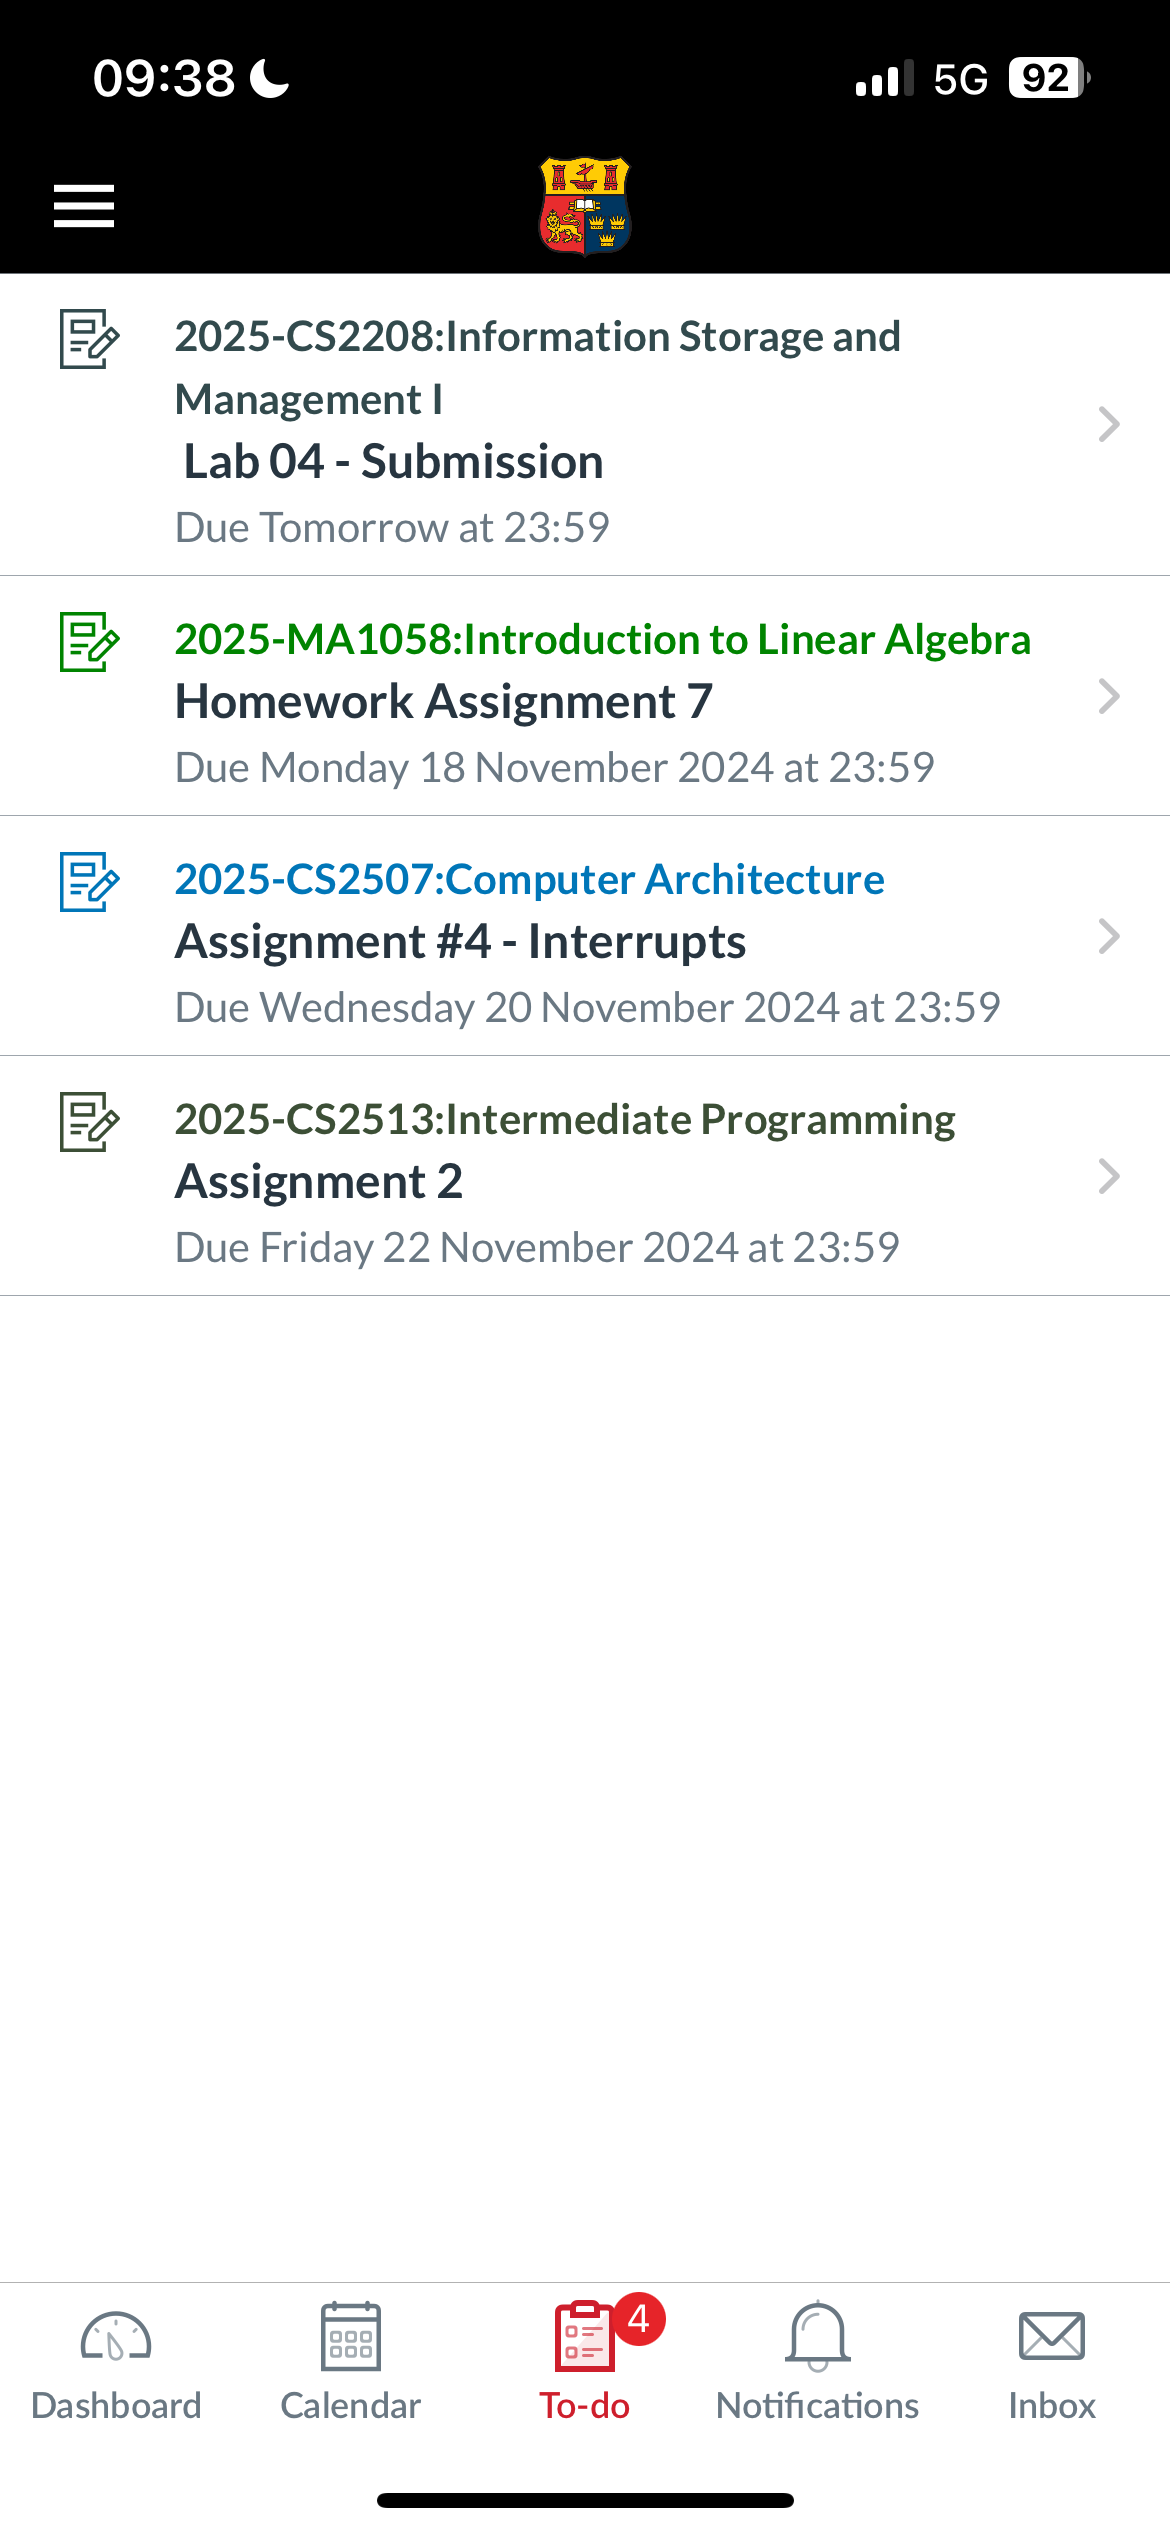 09:38
5G
92
2025-CS2208:Information Storage and
Management I
Lab 04 - Submission
Due Tomorrow at 23:59
2025-MA1058:Introduction to Linear Algebra
Homework Assignment 7
Due Monday 18 November 2024 at 23:59
2025-CS2507:Computer Architecture
Assignment #4 - Interrupts
Due Wednesday 20 November 2024 at 23:59
2025-CS2513:Intermediate Programming
Assignment 2
Due Friday 22 November 2024 at 23:59
4
Dashboard
Calendar
To-do
Notifications
Inbox